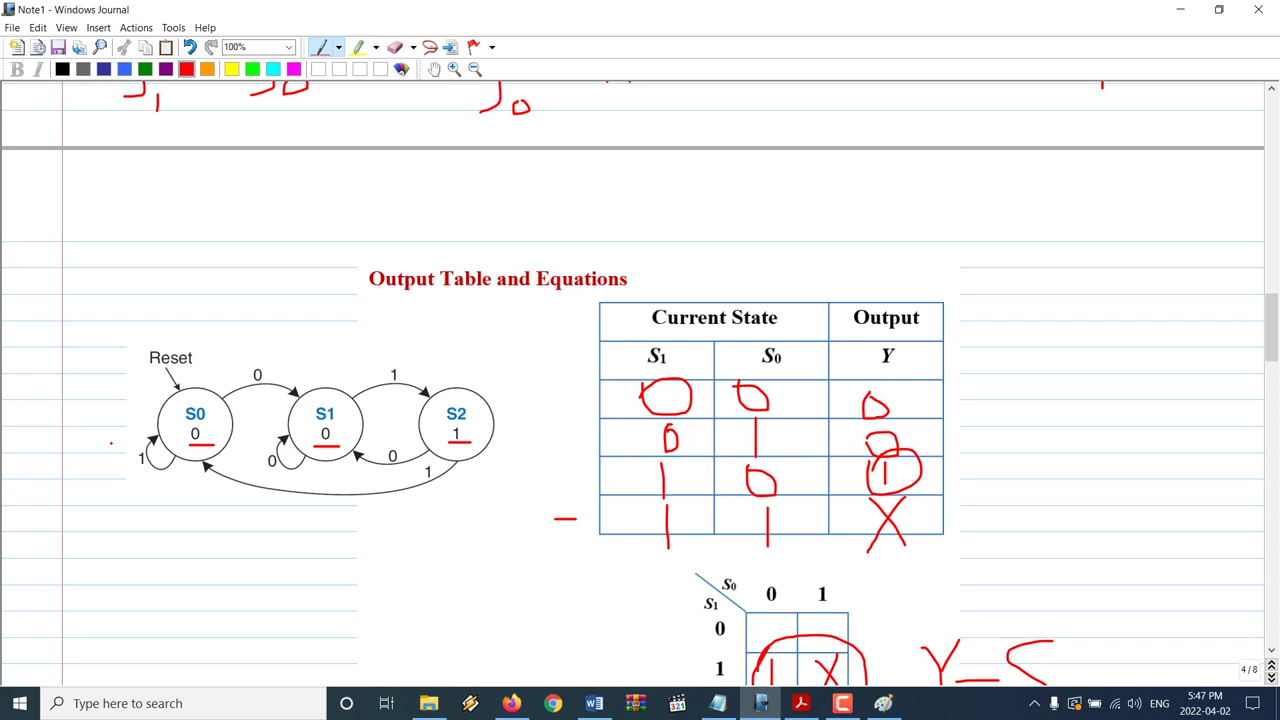 Note1 - Windows Journal
File Edit View Insert Actions Tools Help
100%
B I
1 0
Output Table and Equations
Current State Output
S1 S0 Y
0 0 0
0 1 0
1 0 1
1 1 X
Reset
0 1
S0 S1 S2
0 0 1
1 0 0 1
S0 0 1
S1
0
1 1 X
Y = S
4/8
Type here to search
321
ENG
5:47 PM
2022-04-02